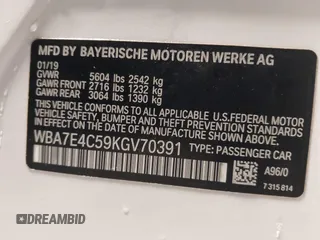 MFD BY BAYERISCHE MOTOREN WERKE AG
01/19
GVWR 5604 lbs 2542 kg
GAWR FRONT 2716 lbs 1232 kg
GAWR REAR 3064 lbs 1390 kg
THIS VEHICLE CONFORMS TO ALL APPLICABLE U.S.FEDERAL MOTOR
VEHICLE SAFETY, BUMPER, AND THEFT PREVENTION STANDARDS
IN EFFECT ON THE DATE OF MANUFACTURE SHOWN ABOVE.
WBA7E4C59KGV70391 TYPE: PASSENGER CAR
A96/0
7 315 814
DREAMBID